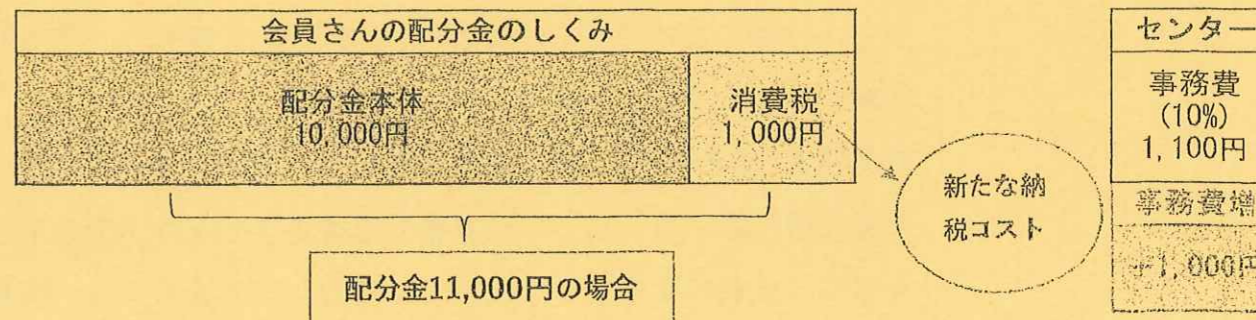 会員さんの配分金のしくみ
配分金本体
10,000円
消費税
1,000円
配分金11,000円の場合
新たな納
税コスト
センター
事務費
(10%)
1,100円
事務費増
+1,000円